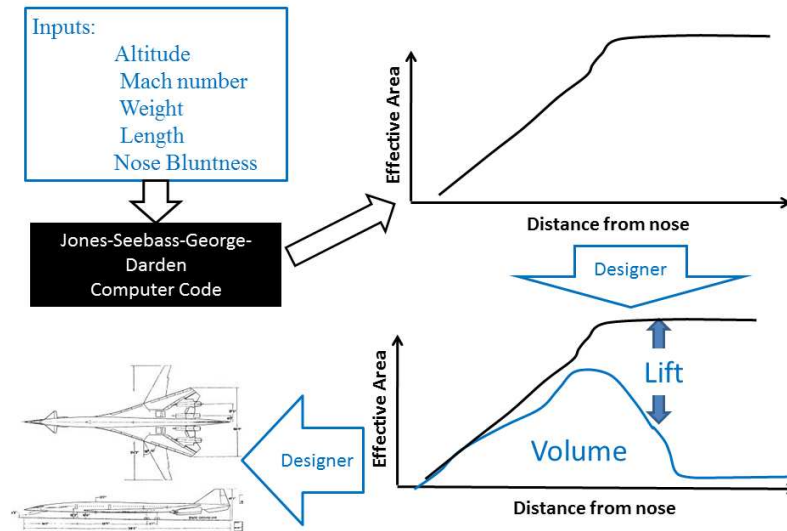 Inputs:
Altitude
Mach number
Weight
Length
Nose Bluntness
Jones-Seebass-George-
Darden
Computer Code
Effective Area
Distance from nose
Designer
Effective Area
Lift
Volume
Distance from nose
Designer